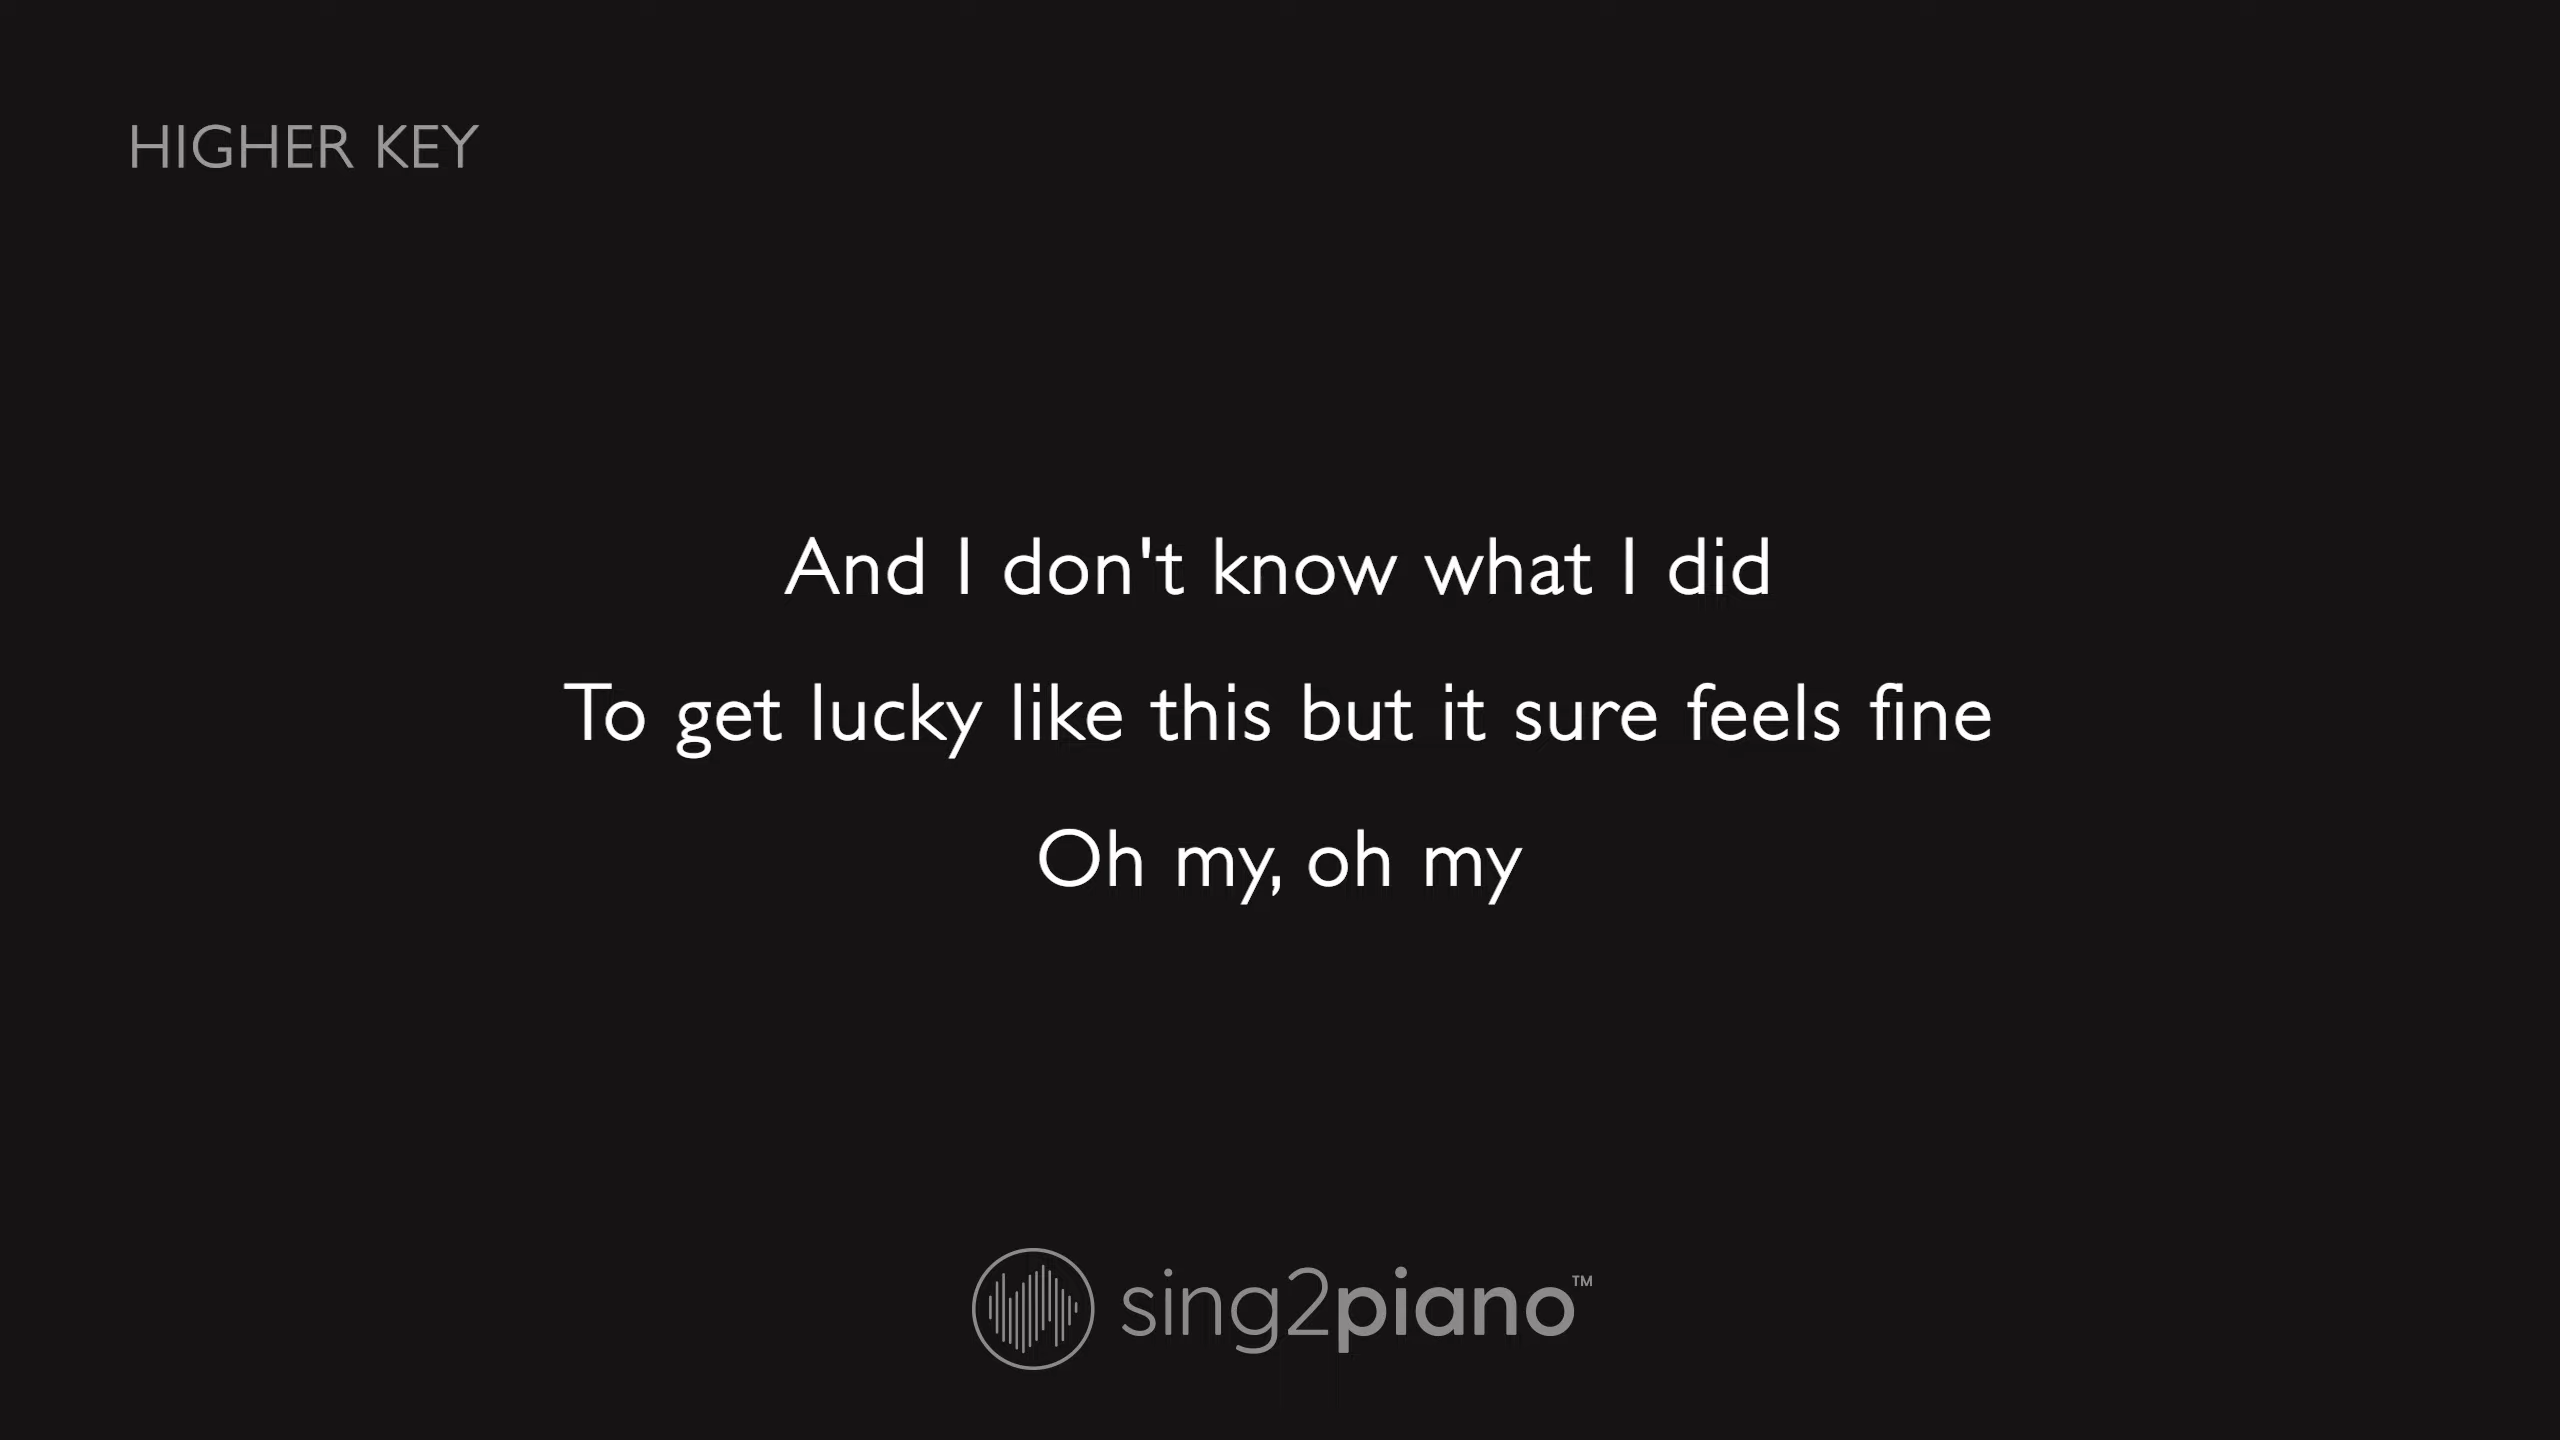 HIGHER KEY
And I don't know what I did
To get lucky like this but it sure feels fine
Oh my, oh my
sing2piano™